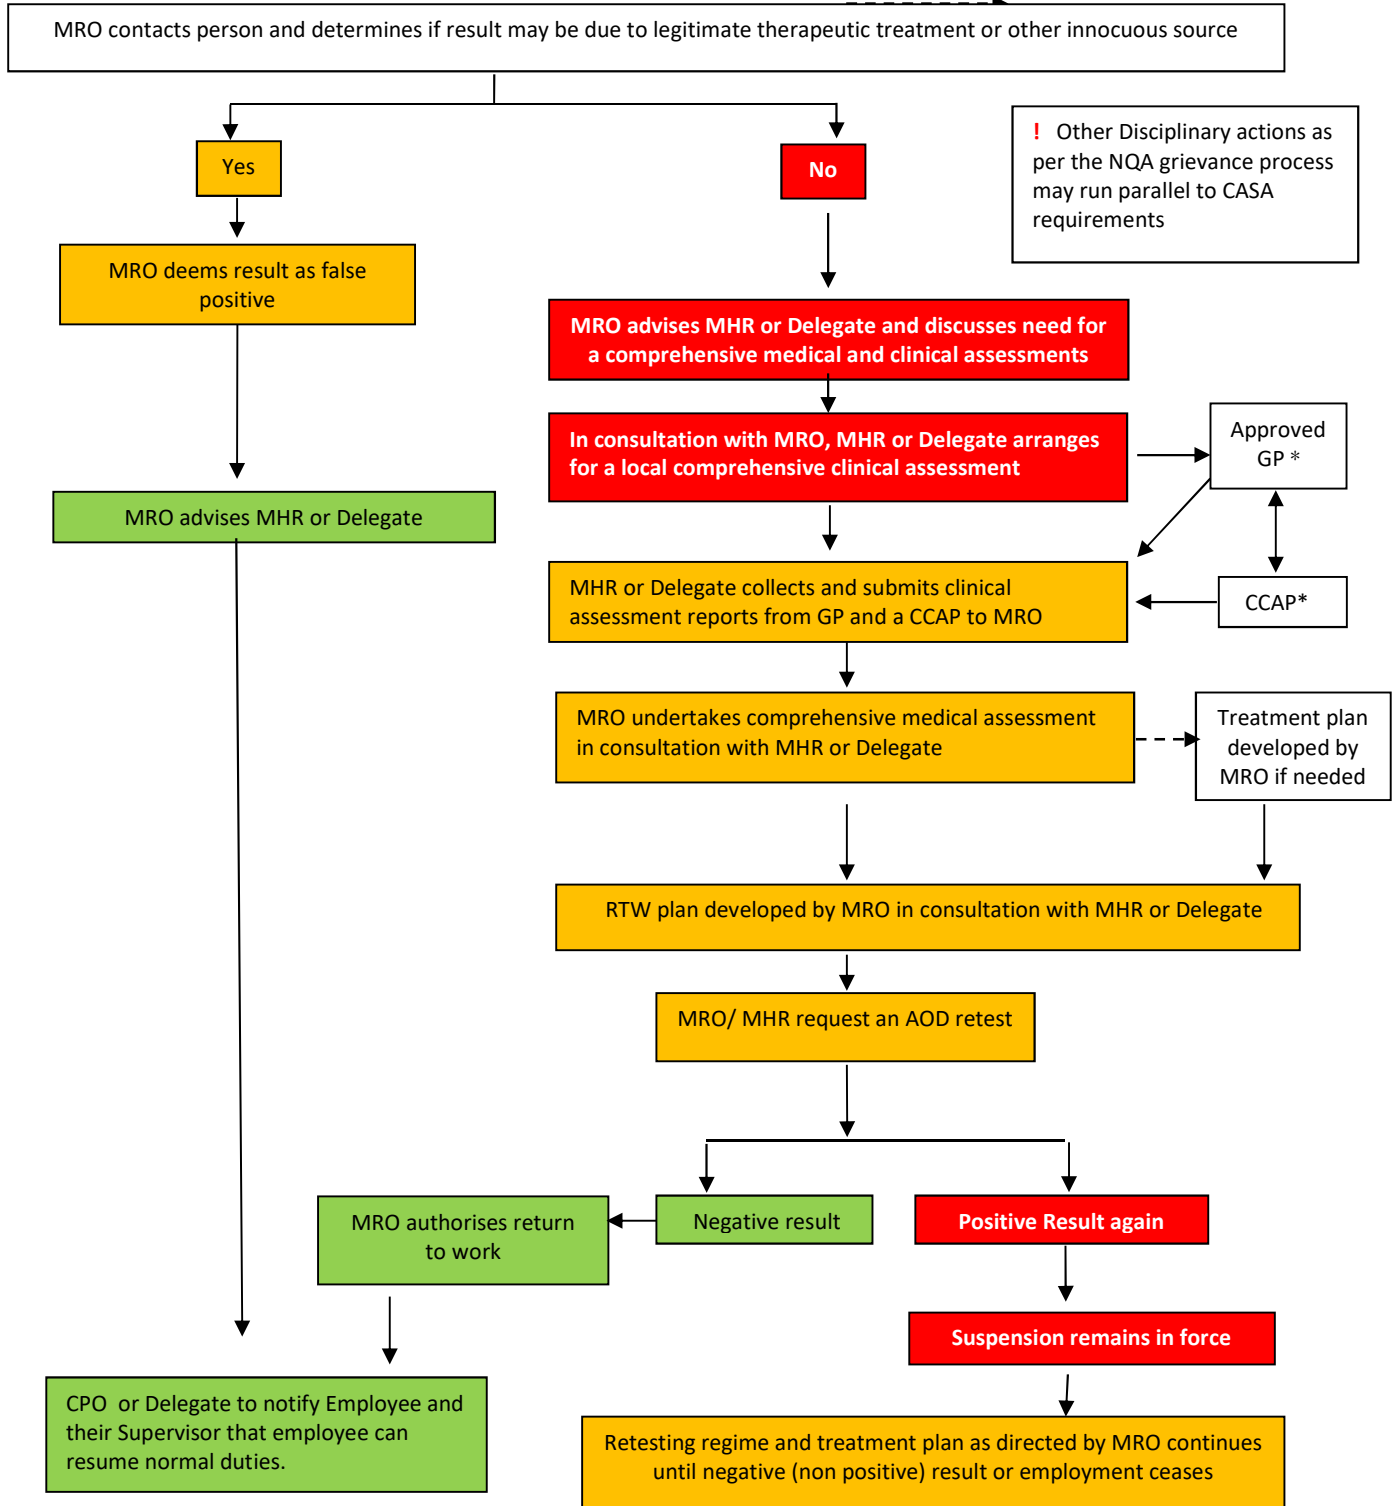 MRO contacts person and determines if result may be due to legitimate therapeutic treatment or other innocuous source
Yes
No
! Other Disciplinary actions as
per the NQA grievance process
may run parallel to CASA
requirements
MRO deems result as false
positive
MRO advises MHR or Delegate and discusses need for
a comprehensive medical and clinical assessments
In consultation with MRO, MHR or Delegate arranges
for a local comprehensive clinical assessment
Approved
GP *
MRO advises MHR or Delegate
MHR or Delegate collects and submits clinical
assessment reports from GP and a CCAP to MRO
CCAP*
MRO undertakes comprehensive medical assessment
in consultation with MHR or Delegate
Treatment plan
developed by
MRO if needed
RTW plan developed by MRO in consultation with MHR or Delegate
MRO/ MHR request an AOD retest
MRO authorises return
to work
Negative result
Positive Result again
Suspension remains in force
CPO or Delegate to notify Employee and
their Supervisor that employee can
resume normal duties.
Retesting regime and treatment plan as directed by MRO continues
until negative (non positive) result or employment ceases